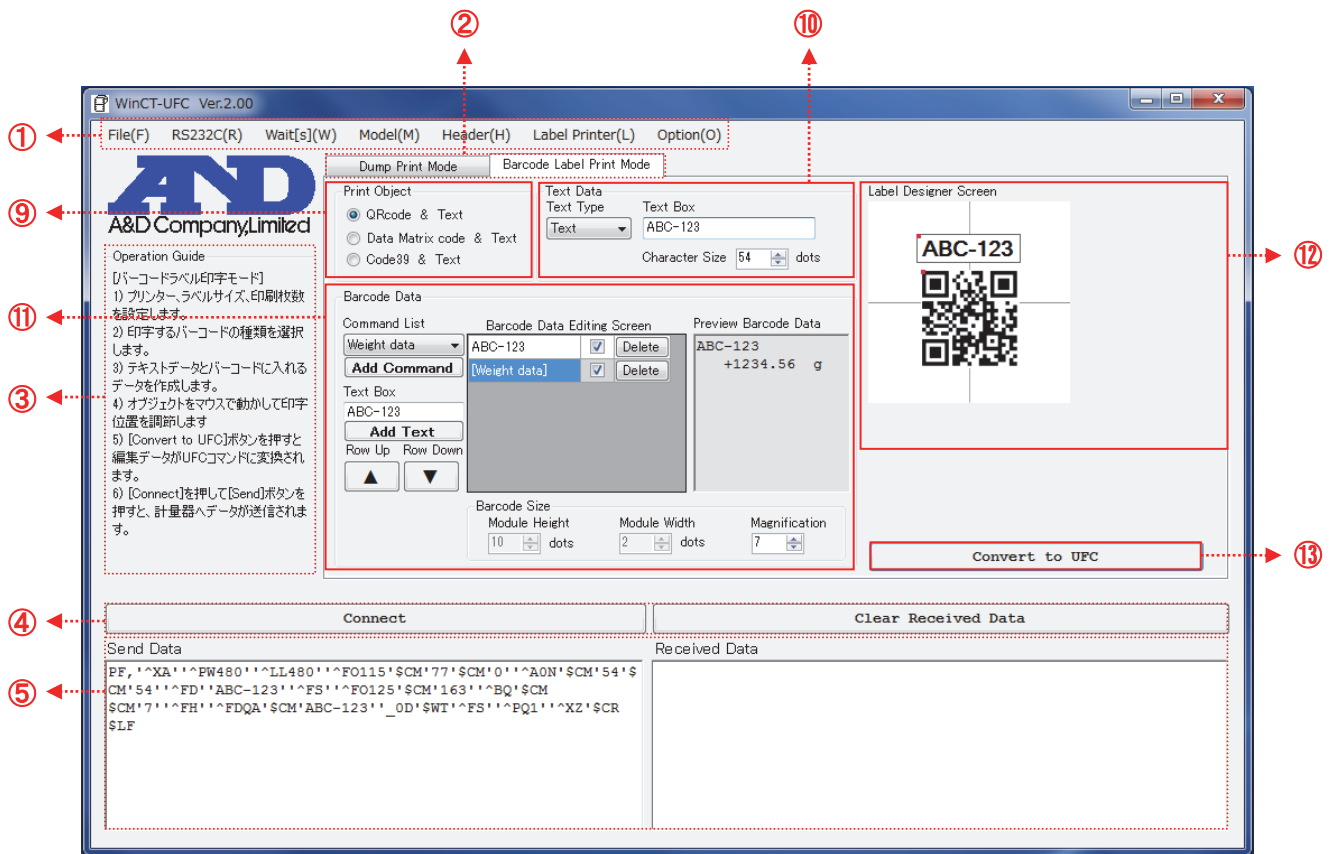 ②
⑩
WinCT-UFC Ver.2.00
①
File(F) RS232C(R) Wait[s](W) Model(M) Header(H) Label Printer(L) Option(O)
Dump Print Mode
Barcode Label Print Mode
AND
A&D Company,Limited
⑨
Print Object
QRcode & Text
Data Matrix code & Text
Code39 & Text
Text Data
Text Type
Text Box
Text
ABC-123
Character Size 54 dots
Label Designer Screen
ABC-123
⑫
Operation Guide
[バーコードラベル印字モード]
1) プリンター、ラベルサイズ、印刷枚数
を設定します。
2) 印字するバーコードの種類を選択
します。
3) テキストデータとバーコードに入れる
データを作成します。
4) オブジェクトをマウスで動かして印字
位置を調節します
5) [Convert to UFC]ボタンを押すと
編集データがUFCコマンドに変換され
ます。
6) [Connect]を押して[Send]ボタンを
押すと、計量器へデータが送信されま
す。
③
⑪
Barcode Data
Command List
Weight data
Add Command
Text Box
ABC-123
Add Text
Row Up Row Down
▲ ▼
Barcode Data Editing Screen
ABC-123 Delete
[Weight data] Delete
Preview Barcode Data
ABC-123
+1234.56 g
Barcode Size
Module Height
Module Width
Magnification
10 dots
2 dots
7
Convert to UFC
⑬
④
Connect
Clear Received Data
⑤
Send Data
PF,'^XA''^PW480''^LL480''^FO115'$CM'77'$CM'0''^A0N'$CM'54'$
CM'54''^FD''ABC-123''^FS''^FO125'$CM'163''^BQ'$CM
$CM'7''^FH''^FDQA'$CM'ABC-123''_0D'$WT'^FS''^PQ1''^XZ'$CR
$LF
Received Data